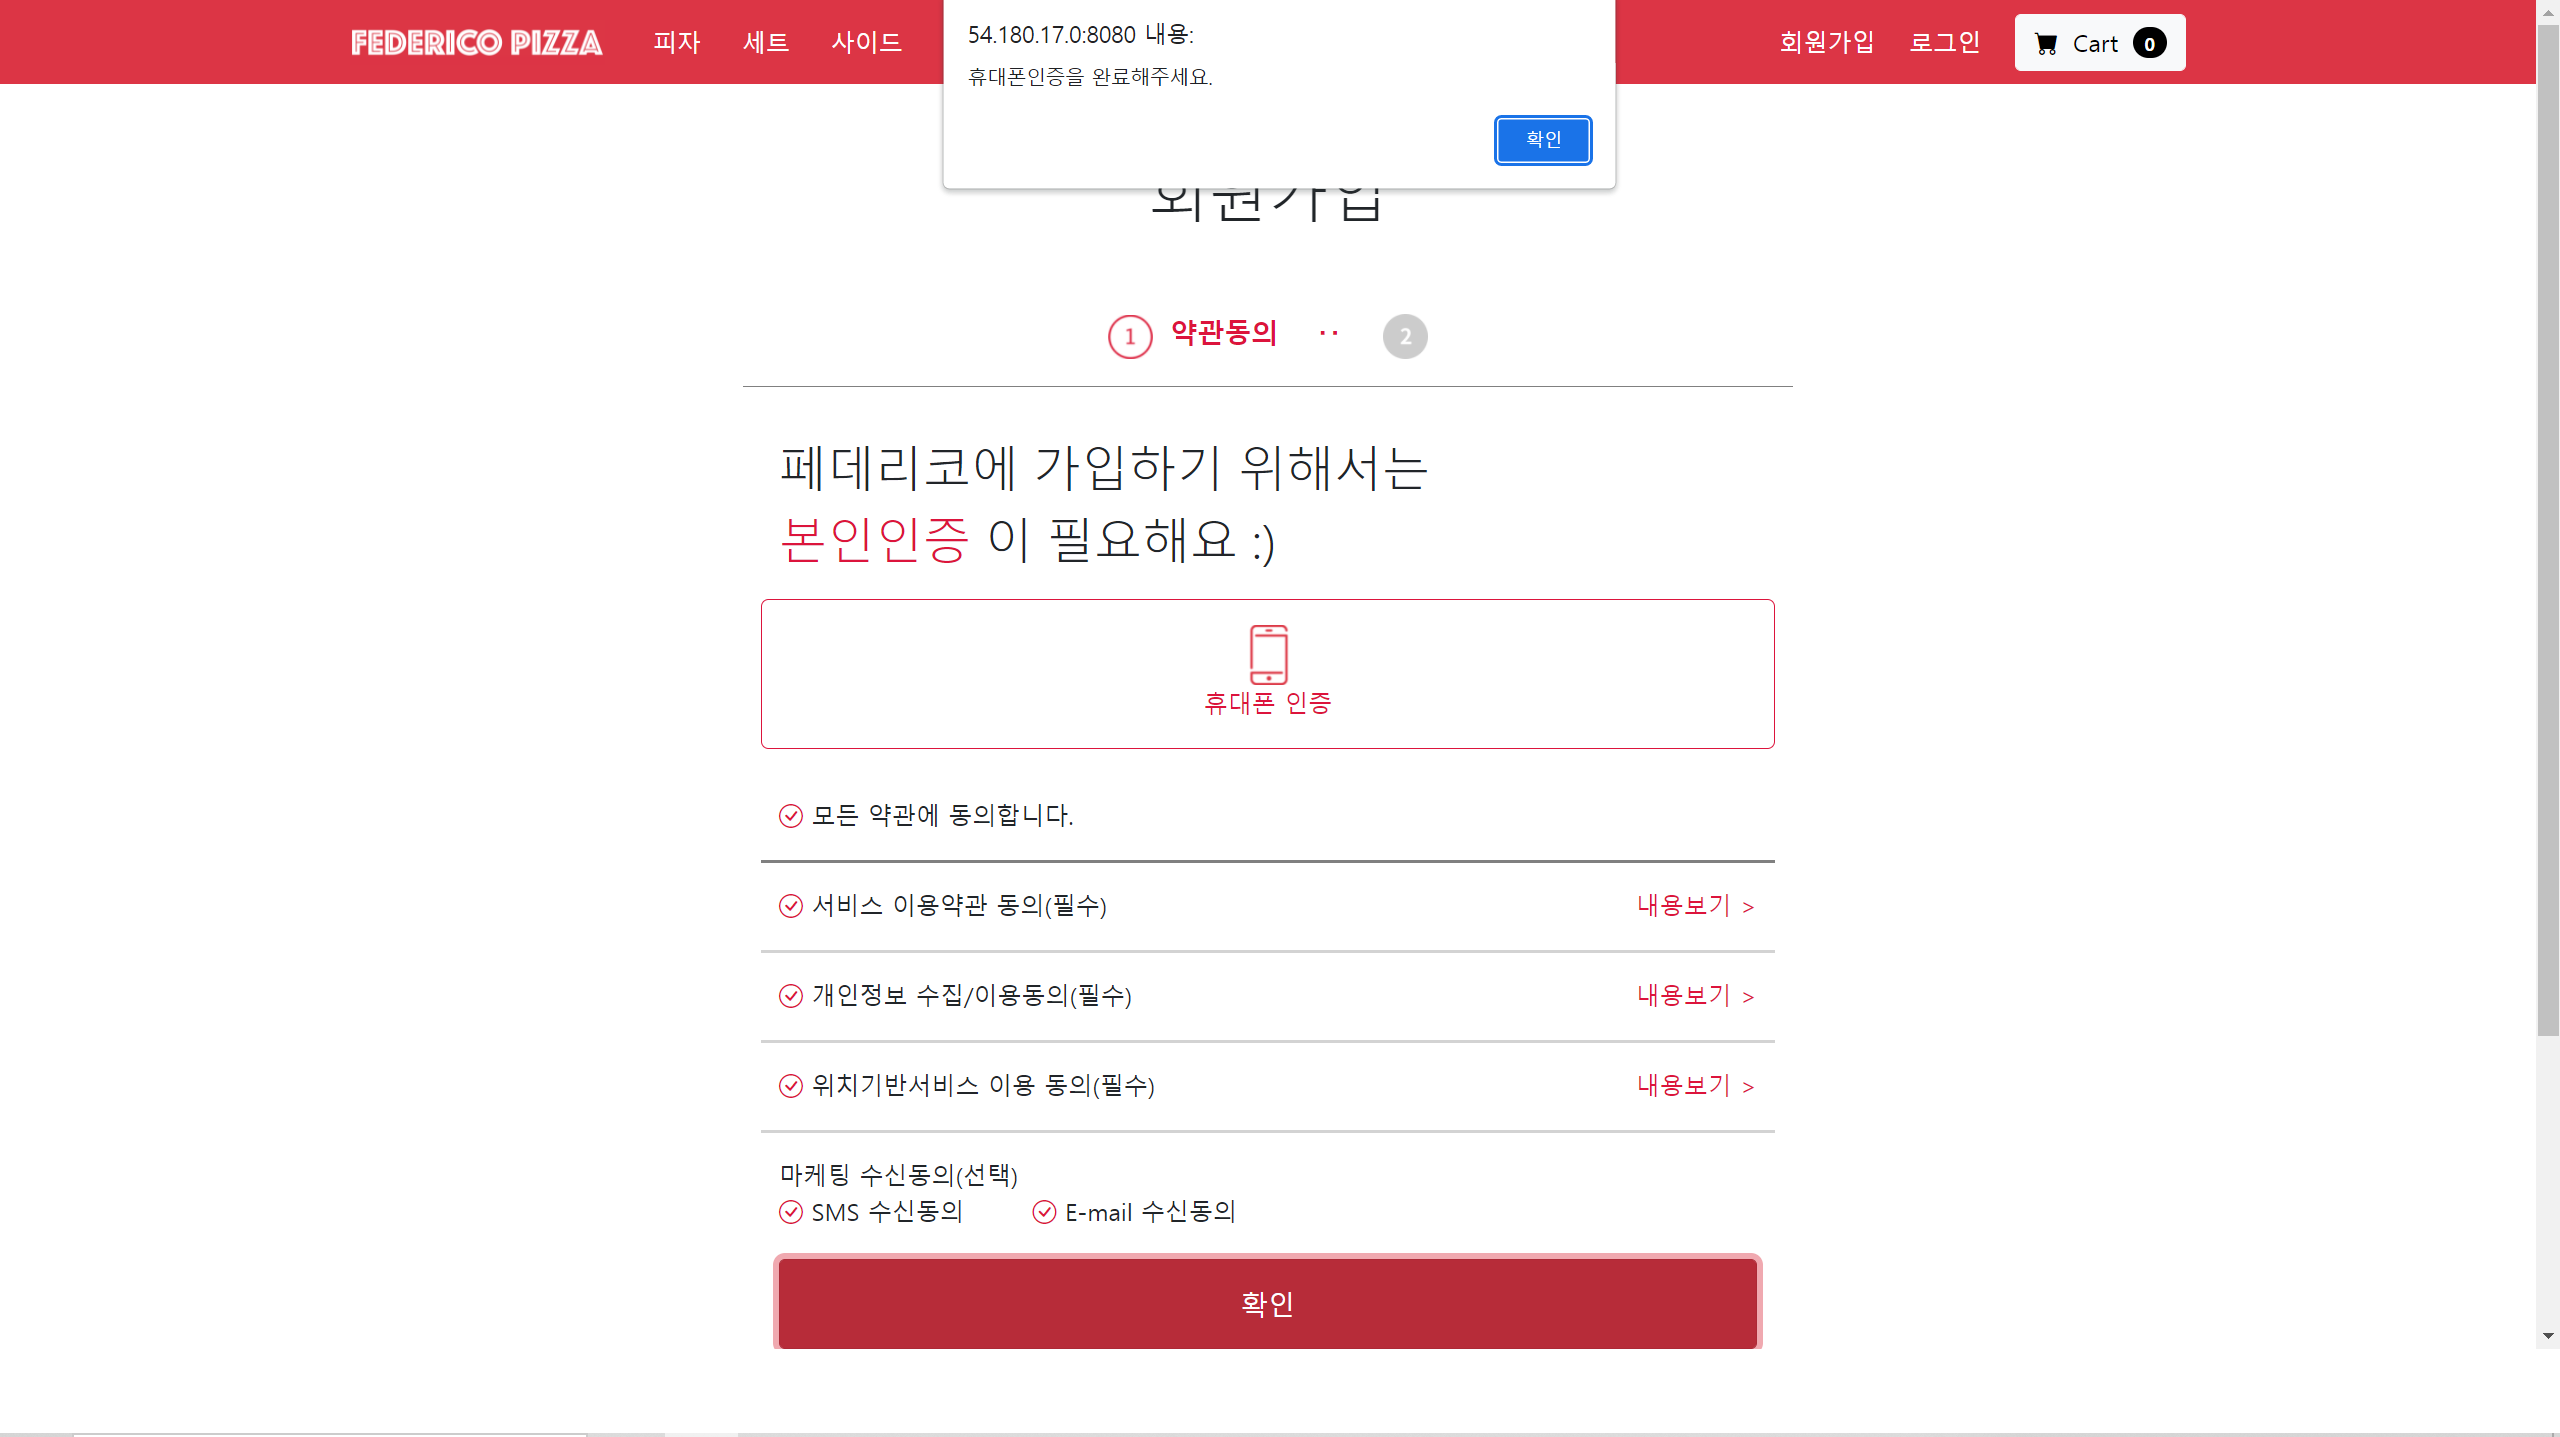 FEDERICO PIZZA 피자 세트 사이드 회원가입 로그인 Cart 0
54.180.17.0:8080 내용:
휴대폰인증을 완료해주세요.
확인
회원가입
1 약관동의 ·· 2
페데리코에 가입하기 위해서는
본인인증 이 필요해요 :)
휴대폰 인증
모든 약관에 동의합니다.
서비스 이용약관 동의(필수) 내용보기 >
개인정보 수집/이용동의(필수) 내용보기 >
위치기반서비스 이용 동의(필수) 내용보기 >
마케팅 수신동의(선택)
SMS 수신동의 E-mail 수신동의
확인